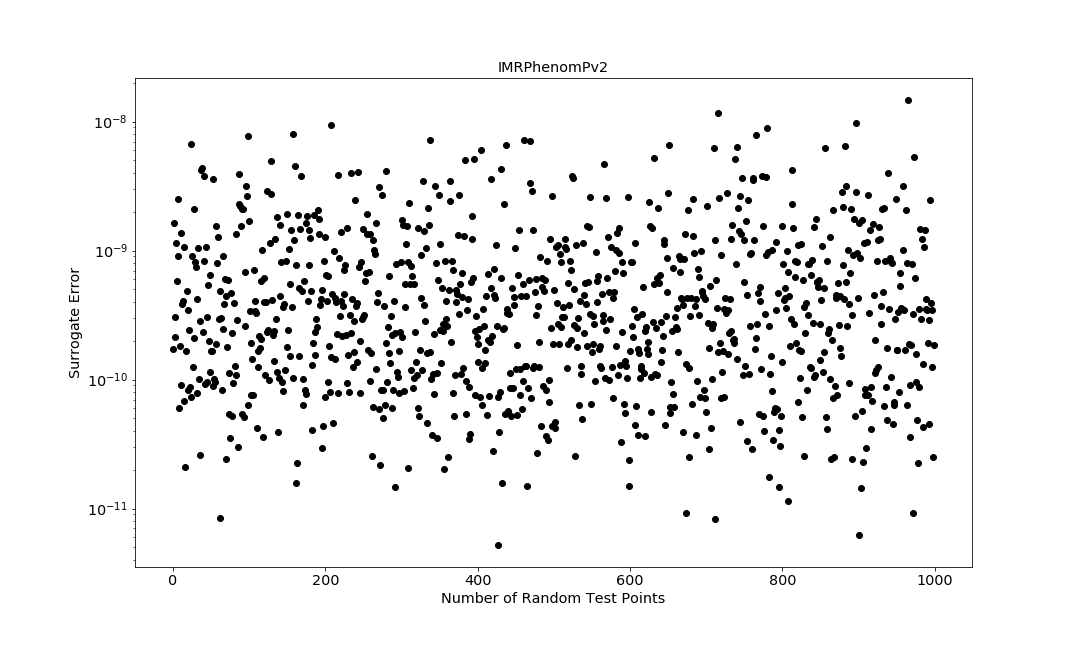 IMRPhenomPv2
Surrogate Error
10⁻⁸
10⁻⁹
10⁻¹⁰
10⁻¹¹
0 200 400 600 800 1000
Number of Random Test Points